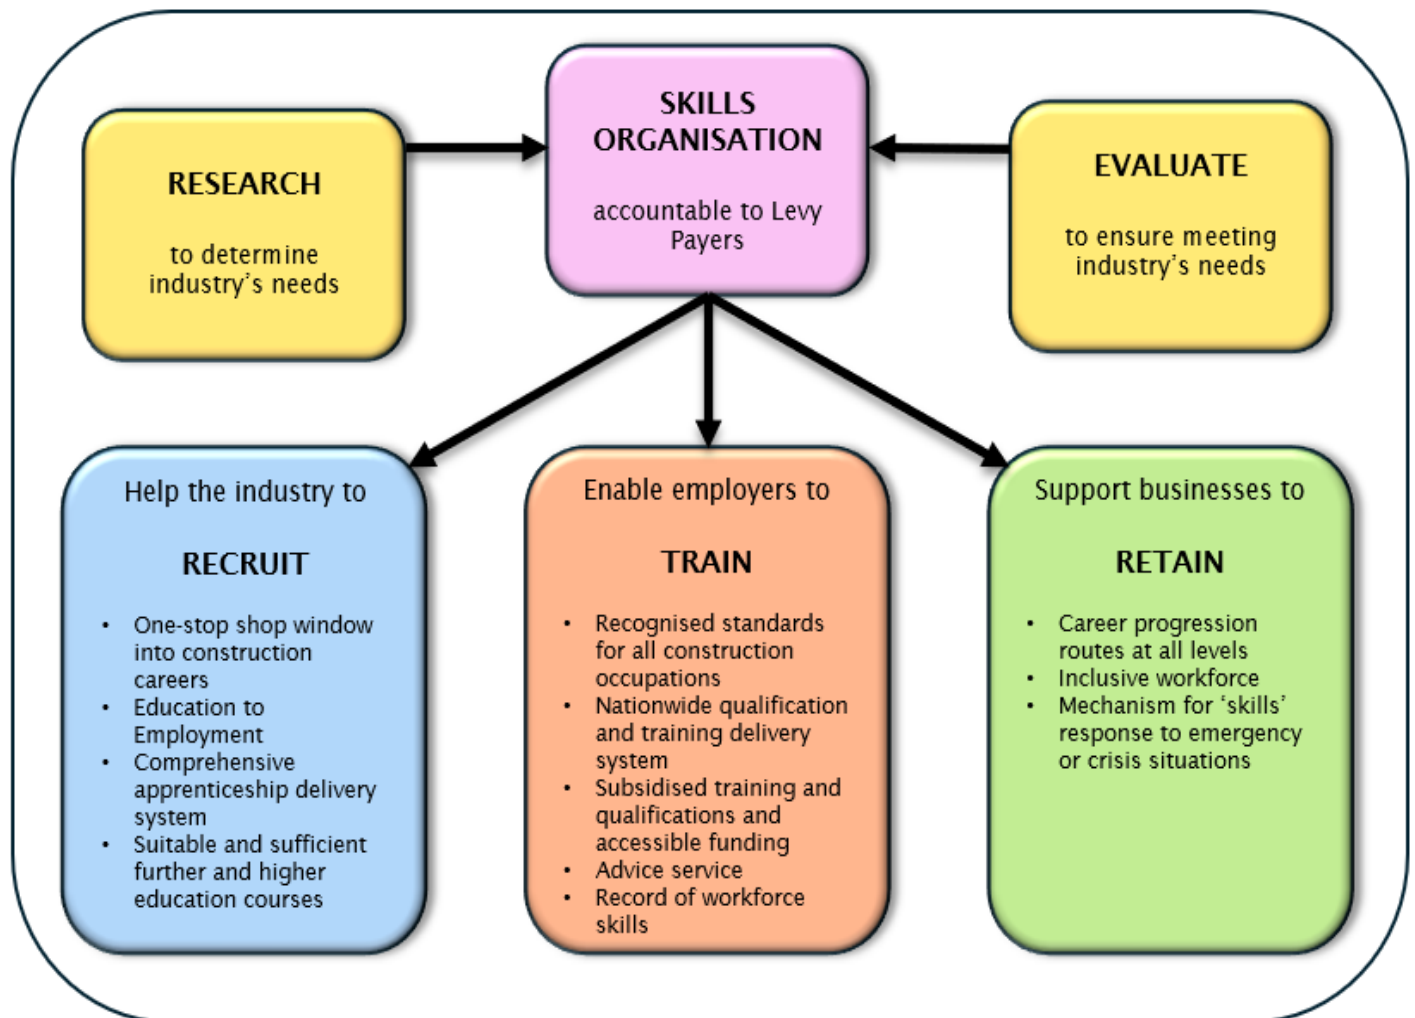 SKILLS
ORGANISATION
accountable to Levy
Payers
RESEARCH
to determine
industry's needs
EVALUATE
to ensure meeting
industry's needs
Help the industry to
RECRUIT
• One-stop shop window
into construction
careers
• Education to
Employment
• Comprehensive
apprenticeship delivery
system
• Suitable and sufficient
further and higher
education courses
Enable employers to
TRAIN
• Recognised standards
for all construction
occupations
• Nationwide qualification
and training delivery
system
• Subsidised training and
qualifications and
accessible funding
• Advice service
• Record of workforce
skills
Support businesses to
RETAIN
• Career progression
routes at all levels
• Inclusive workforce
• Mechanism for ‘skills’
response to emergency
or crisis situations